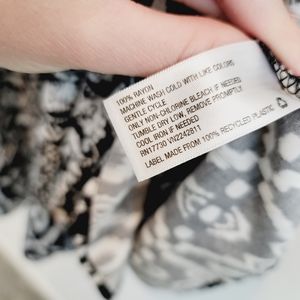 100% RAYON
MACHINE WASH COLD WITH LIKE COLORS
GENTLE CYCLE
ONLY NON-CHLORINE BLEACH IF NEEDED
TUMBLE DRY LOW, REMOVE PROMPTLY
COOL IRON IF NEEDED
RN17730 VI2242811
LABEL MADE FROM 100% RECYCLED PLASTIC